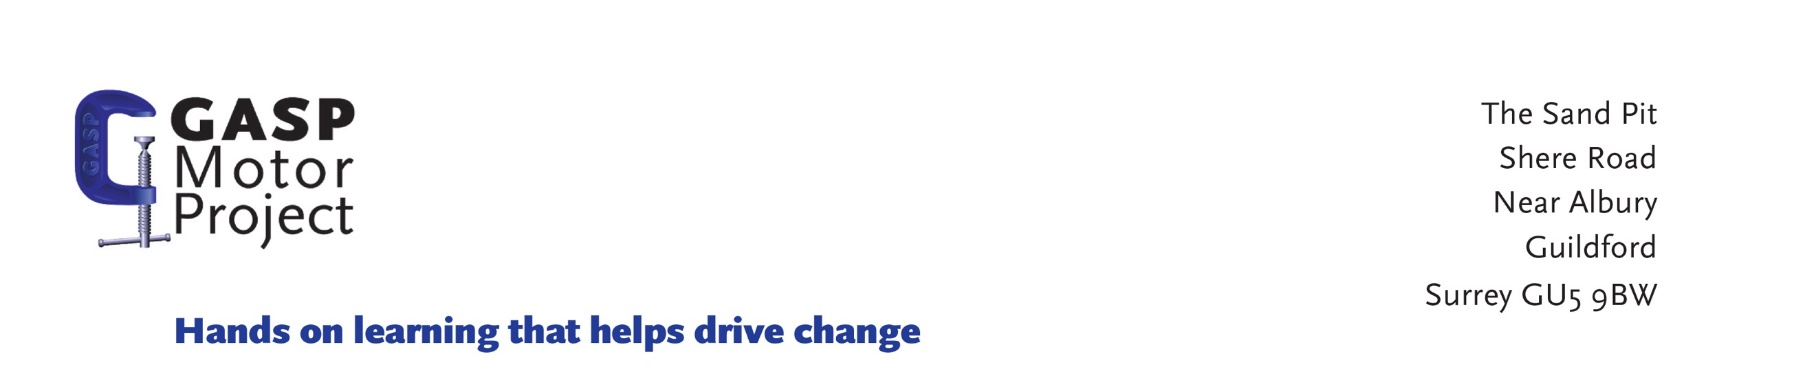 GASP
GASP
Motor
Project
The Sand Pit
Shere Road
Near Albury
Guildford
Surrey GU5 9BW
Hands on learning that helps drive change